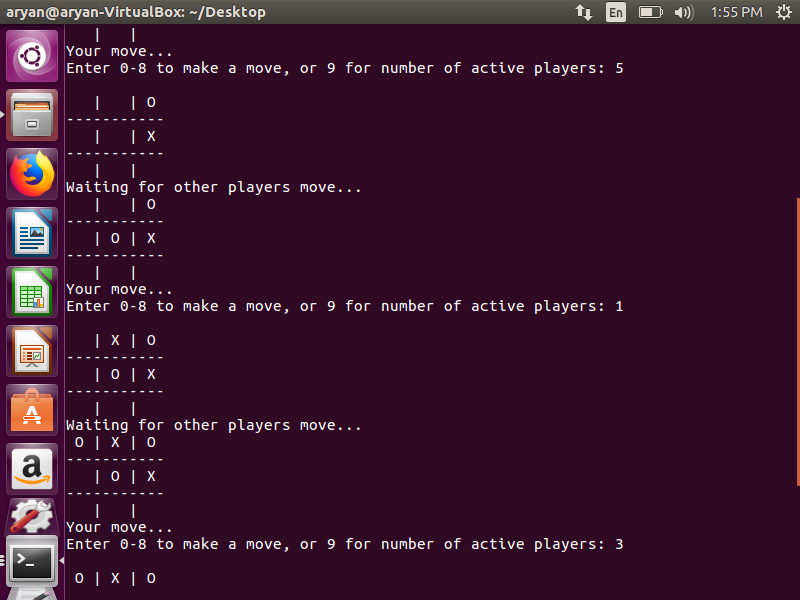 aryan@aryan-VirtualBox: ~/Desktop En 1:55 PM
   |   |
Your move...
Enter 0-8 to make a move, or 9 for number of active players: 5
   |   | O
-----------
   |   | X
-----------
   |   |
Waiting for other players move...
   |   | O
-----------
   | O | X
-----------
   |   |
Your move...
Enter 0-8 to make a move, or 9 for number of active players: 1
   | X | O
-----------
   | O | X
-----------
   |   |
Waiting for other players move...
 O | X | O
-----------
   | O | X
-----------
   |   |
Your move...
Enter 0-8 to make a move, or 9 for number of active players: 3
 O | X | O